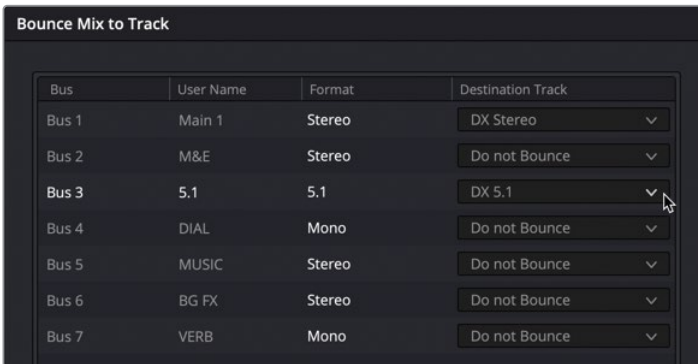 Bounce Mix to Track
Bus User Name Format Destination Track
Bus 1 Main 1 Stereo DX Stereo
Bus 2 M&E Stereo Do not Bounce
Bus 3 5.1 5.1 DX 5.1
Bus 4 DIAL Mono Do not Bounce
Bus 5 MUSIC Stereo Do not Bounce
Bus 6 BG FX Stereo Do not Bounce
Bus 7 VERB Mono Do not Bounce